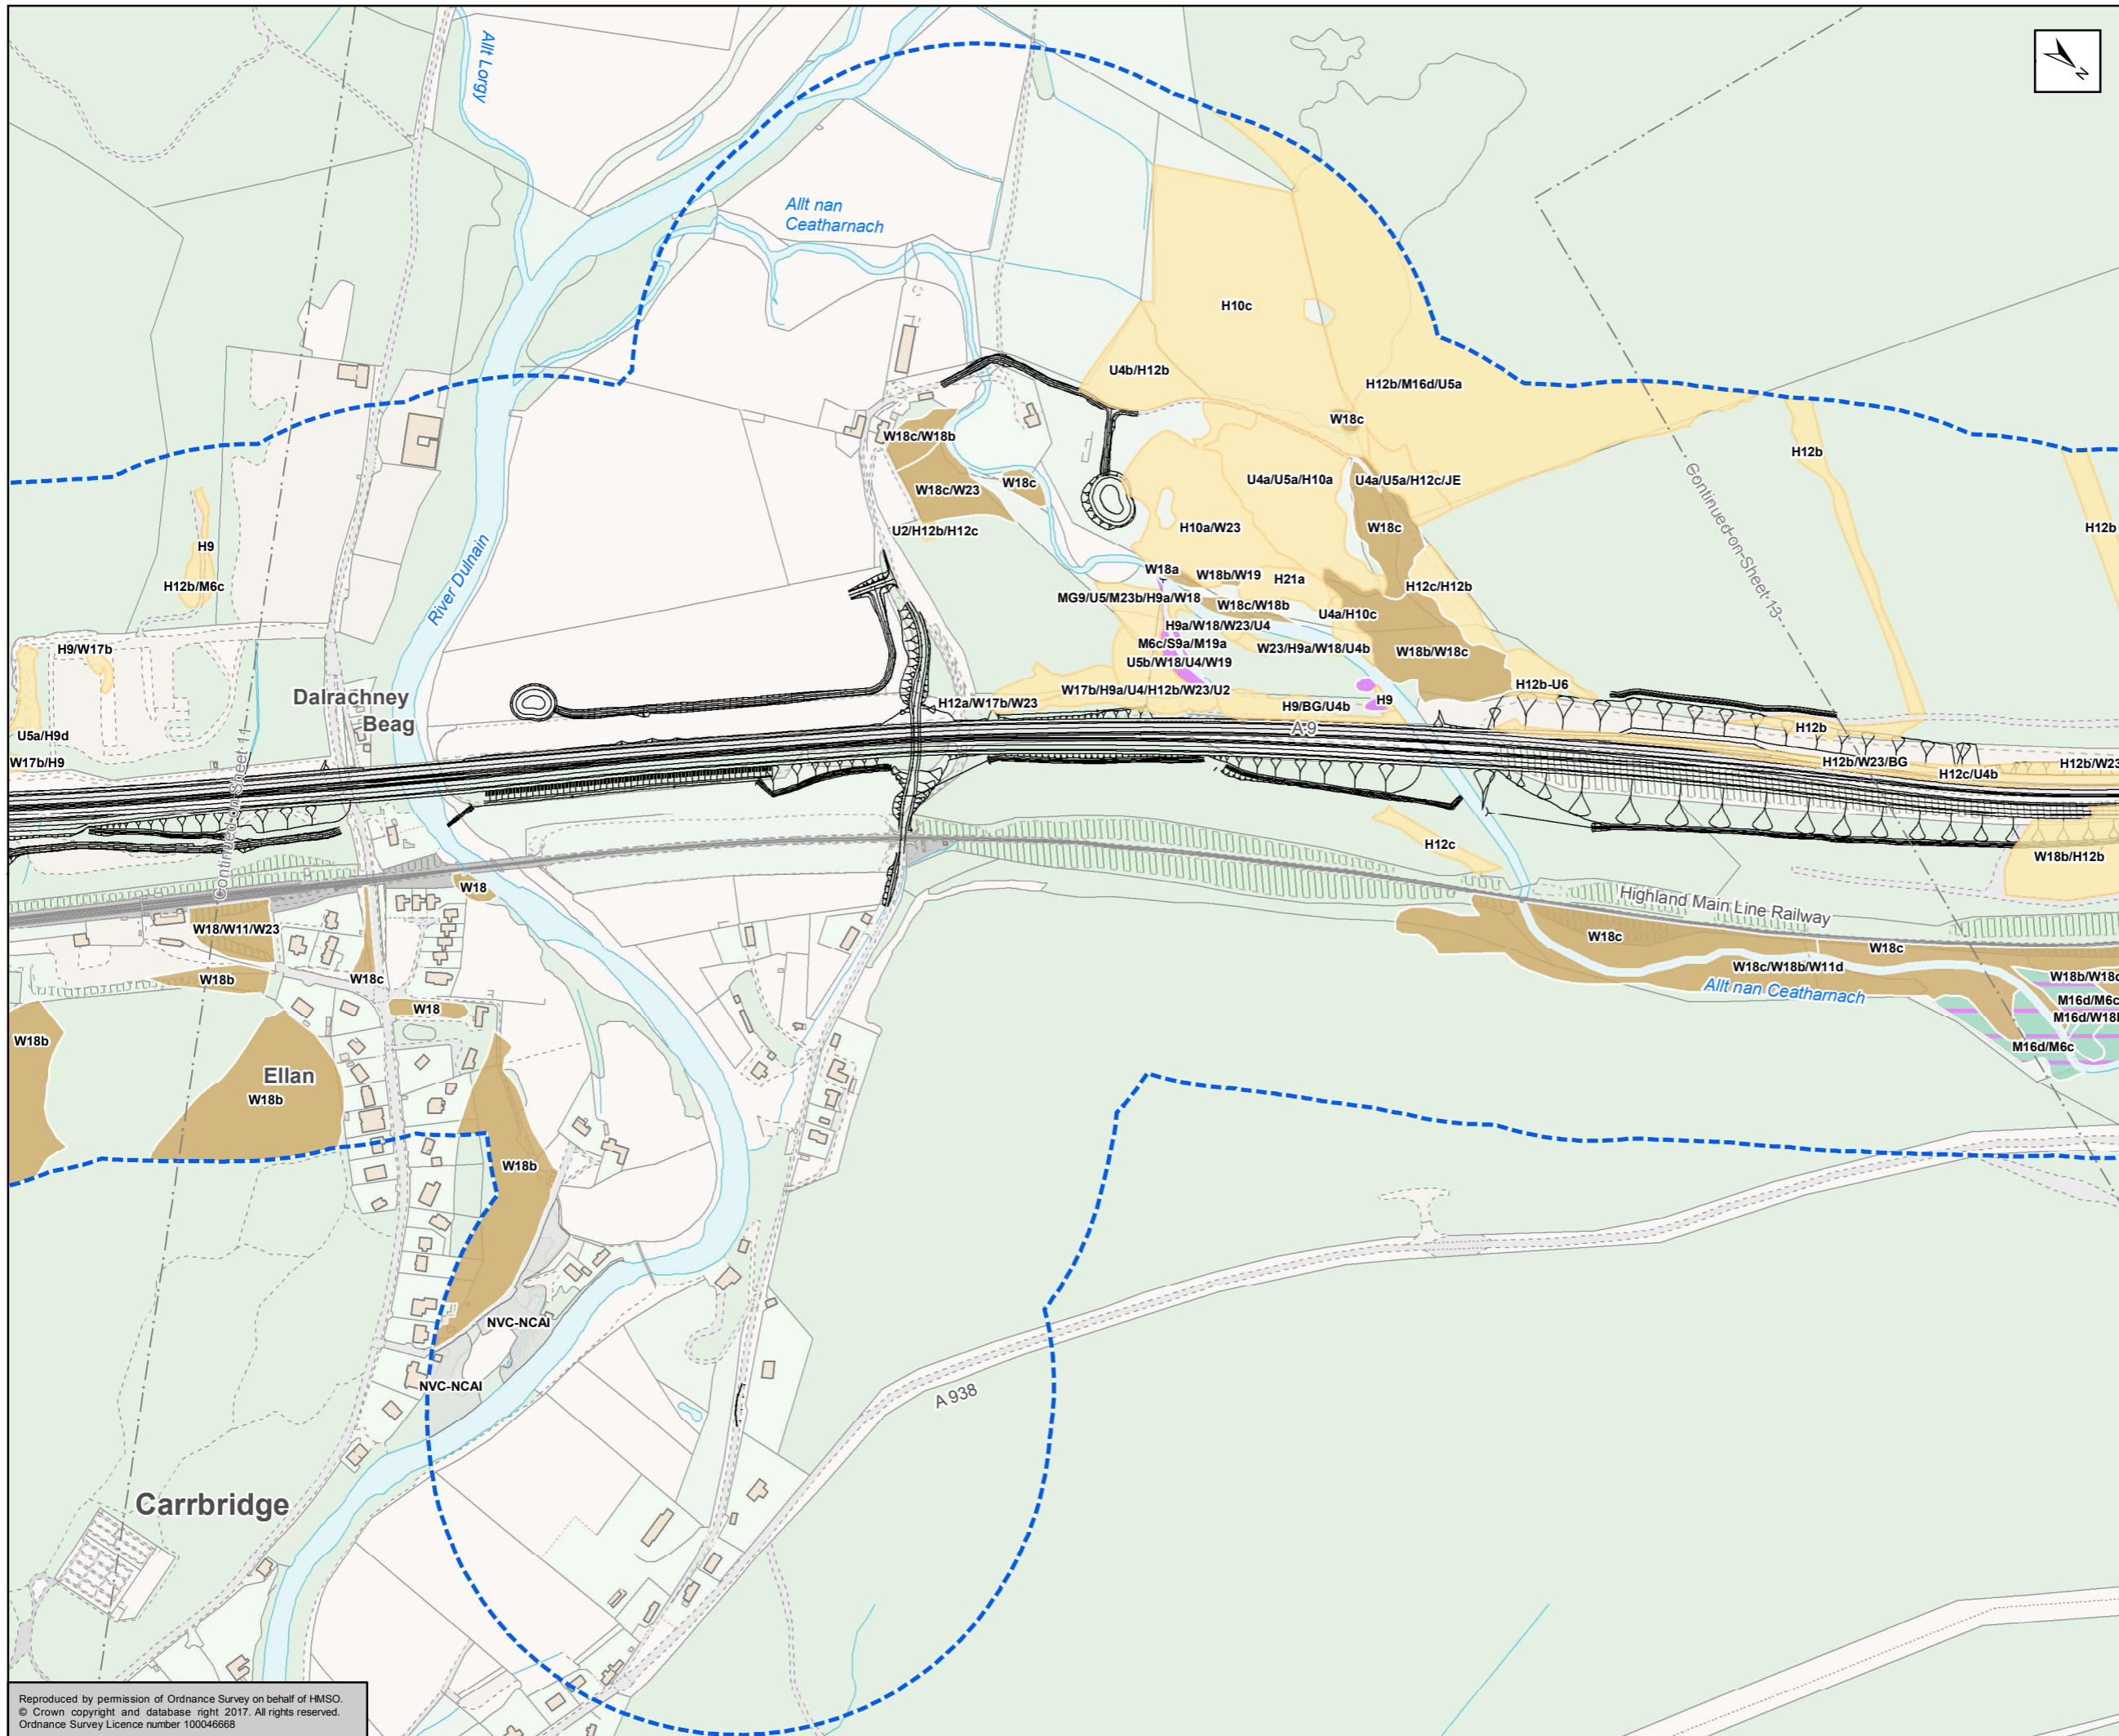 Allt Lorgy
N
Allt nan
Ceatharnach
H10c
U4b/H12b
H12b/M16d/U5a
W18c
W18c/W18b
H12b
U4a/U5a/H10a
U4a/U5a/H12c/JE
W18c/W23
W18c
Continued on Sheet 13
H10a/W23
W18c
H12b
U2/H12b/H12c
H9
River Dulnain
H12b/M6c
W18a
W18b/W19
H21a
H12c/H12b
MG9/U5/M23b/H9a/W18
W18c/W18b
U4a/H10c
H9a/W18/W23/U4
M6c/S9a/M19a
W23/H9a/W18/U4b
W18b/W18c
H9/W17b
U5b/W18/U4/W19
Dalrachney
Beag
W17b/H9a/U4/H12b/W23/U2
H12b-U6
H12a/W17b/W23
H9/BG/U4b
H9
A 9
H12b
U5a/H9d
W17b/H9
Continued on Sheet 11
H12b/W23/BG
H12c/U4b
H12b/W23
H12c
W18b/H12b
W18
Highland Main Line Railway
W18/W11/W23
W18c
W18c
W18b
W18c
W18c/W18b/W11d
W18b/W18c
Allt nan Ceatharnach
M16d/M6c
W18
M16d/W18b
W18b
M16d/M6c
Ellan
W18b
W18b
NVC-NCAI
NVC-NCAI
A 938
Carrbridge
Reproduced by permission of Ordnance Survey on behalf of HMSO.
© Crown copyright and database right 2017. All rights reserved.
Ordnance Survey Licence number 100046668